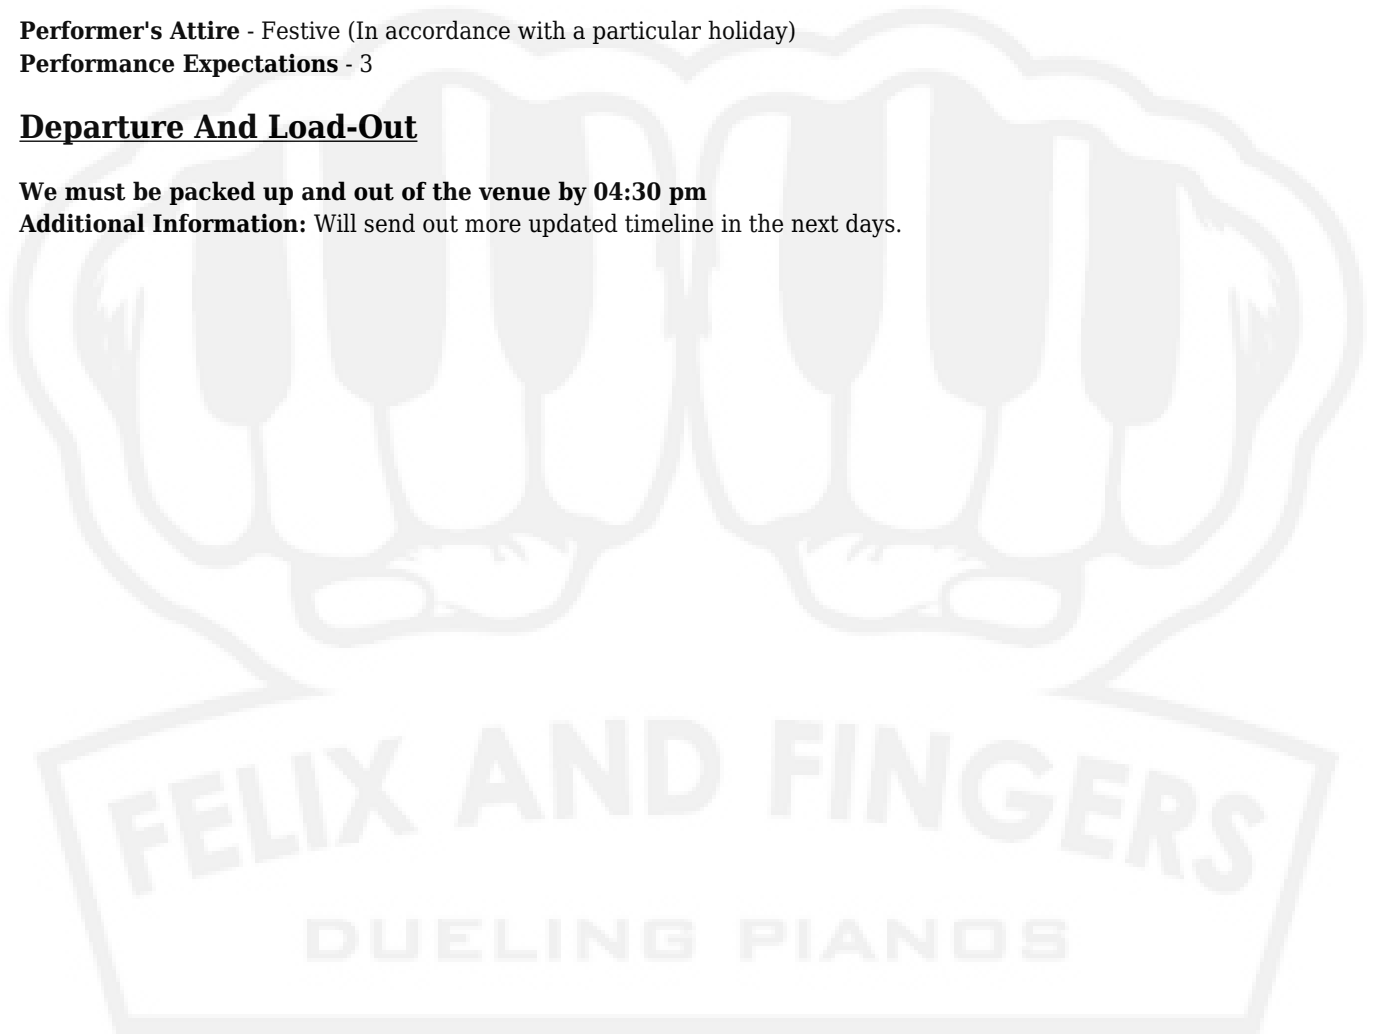 Performer's Attire - Festive (In accordance with a particular holiday)
Performance Expectations - 3
Departure And Load-Out
We must be packed up and out of the venue by 04:30 pm
Additional Information: Will send out more updated timeline in the next days.
FELIX AND FINGERS
DUELING PIANOS